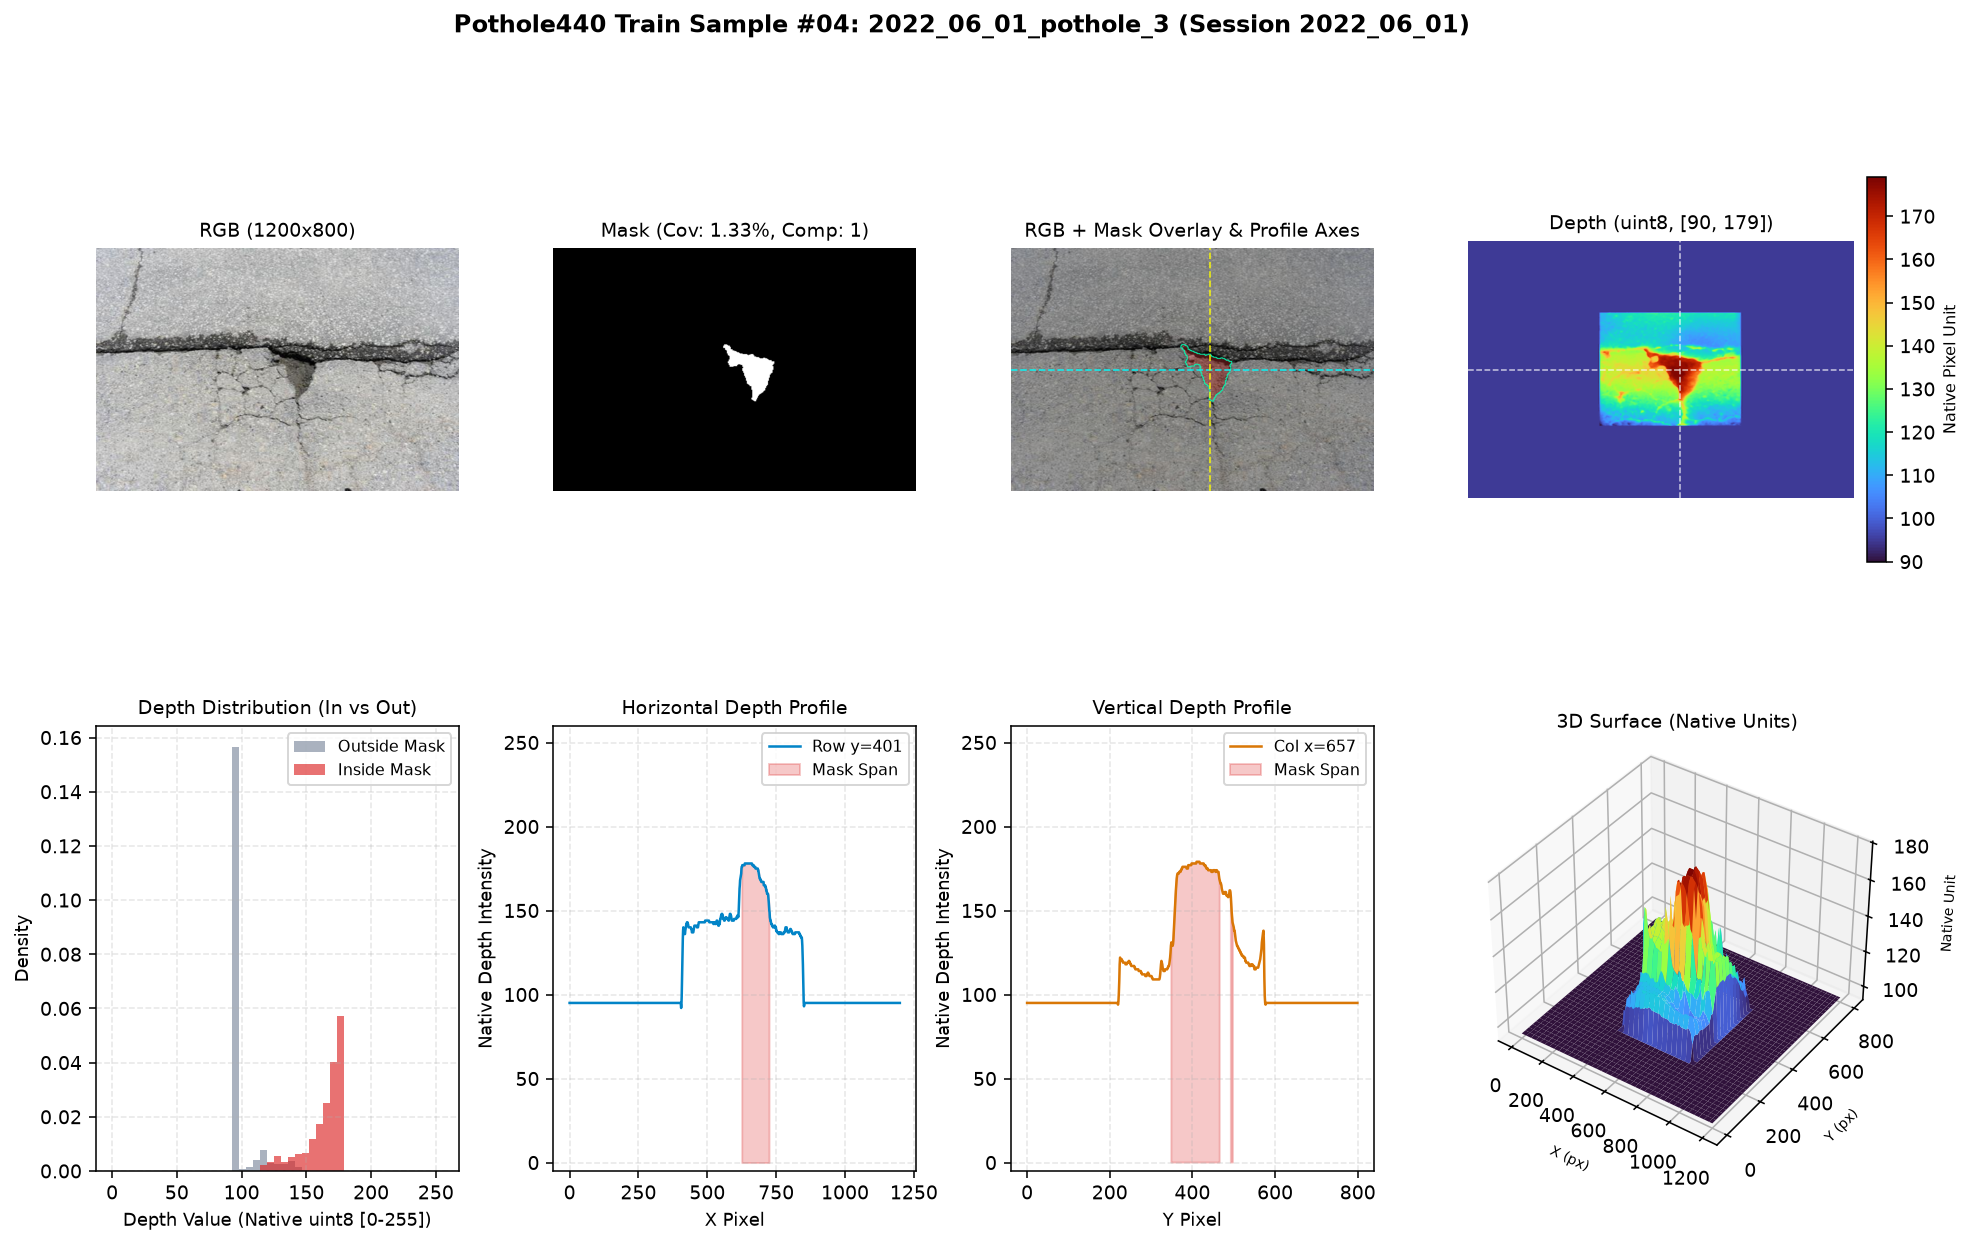 Pothole440 Train Sample #04: 2022_06_01_pothole_3 (Session 2022_06_01)
RGB (1200x800)
Mask (Cov: 1.33%, Comp: 1)
RGB + Mask Overlay & Profile Axes
Depth (uint8, [90, 179])
170
160
150
140
130
120
110
100
90
Native Pixel Unit
Depth Distribution (In vs Out)
Outside Mask
Inside Mask
0.16
0.14
0.12
0.10
0.08
0.06
0.04
0.02
0.00
Density
0 50 100 150 200 250
Depth Value (Native uint8 [0-255])
Horizontal Depth Profile
Row y=401
Mask Span
250
200
150
100
50
0
Native Depth Intensity
0 250 500 750 1000 1250
X Pixel
Vertical Depth Profile
Col x=657
Mask Span
250
200
150
100
50
0
Native Depth Intensity
0 200 400 600 800
Y Pixel
3D Surface (Native Units)
180
160
140
120
100
Native Unit
0 200 400 600 800 1000 1200
X (px)
0 200 400 600 800
Y (px)